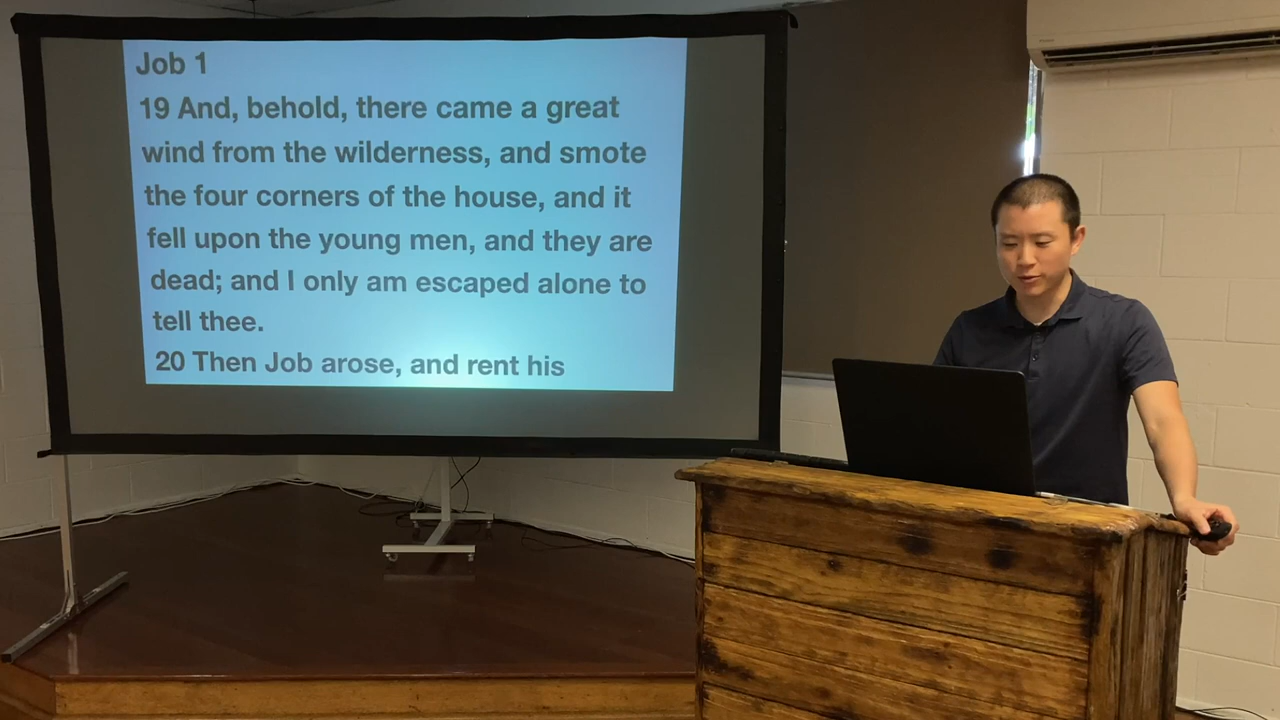 Job 1
19 And, behold, there came a great
wind from the wilderness, and smote
the four corners of the house, and it
fell upon the young men, and they are
dead; and I only am escaped alone to
tell thee.
20 Then Job arose, and rent his